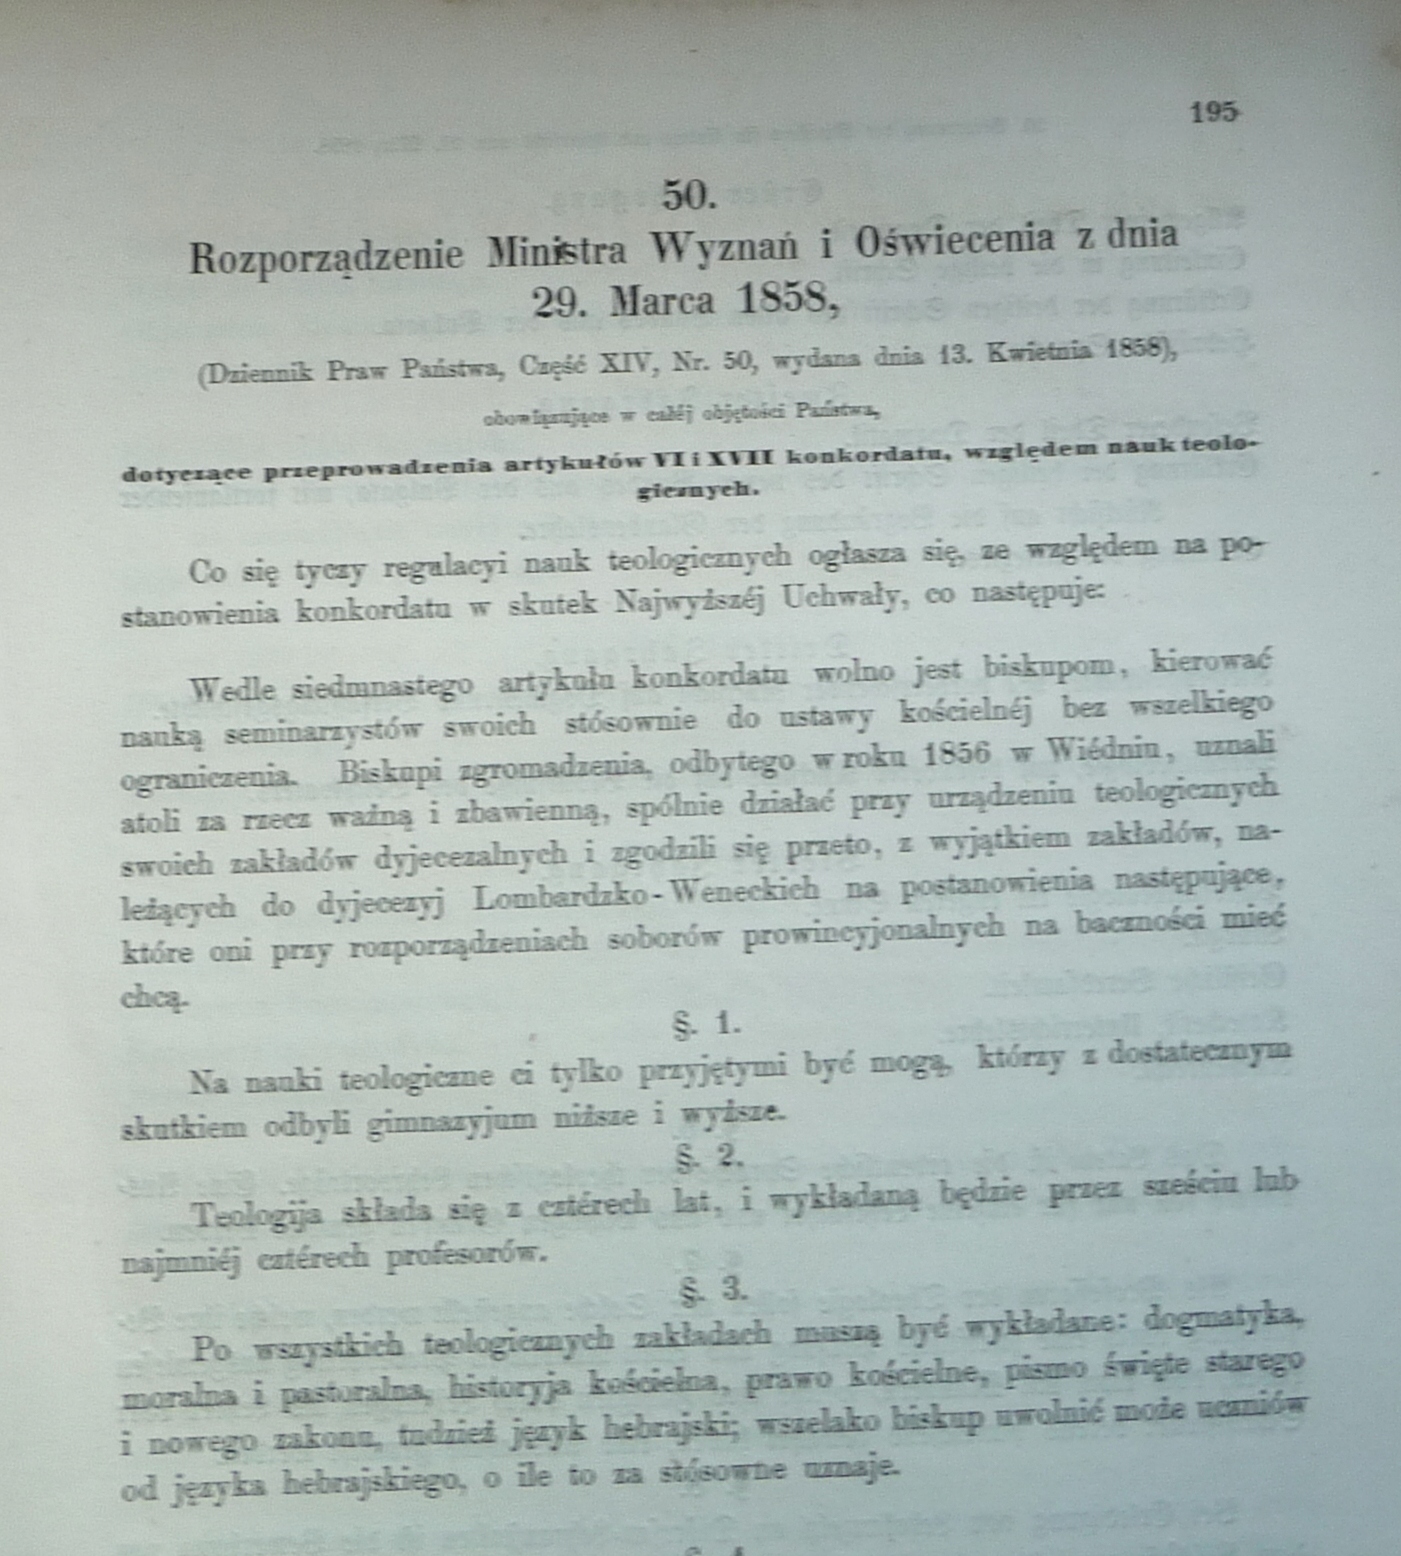 195
50.
Rozporządzenie Ministra Wyznań i Oświecenia z dnia
29. Marca 1858,
(Dziennik Praw Państwa, Część XIV, Nr. 50, wydana dnia 13. Kwietnia 1858),
obowiązujące w całéj objętości Państwa,
dotyczące przeprowadzenia artykułów VI i XVII konkordatu, względem nauk teolo-
gicznych.
Co się tyczy regulacyi nauk teologicznych ogłasza się, ze względem na po-
stanowienia konkordatu w skutek Najwyższéj Uchwały, co następuje:
Wedle siedmnastego artykułu konkordatu wolno jest biskupom, kierować
nauką seminarzystów swoich stósownie do ustawy kościelnéj bez wszelkiego
ograniczenia. Biskupi zgromadzenia, odbytego w roku 1856 w Wiédniu, uznali
atoli za rzecz ważną i zbawienną, spólnie działać przy urządzeniu teologicznych
swoich zakładów dyjecezalnych i zgodzili się przeto, z wyjątkiem zakładów, na-
leżących do dyjecezyj Lombardzko-Weneckich na postanowienia następujące,
które oni przy rozporządzeniach soborów prowincyjonalnych na baczności mieć
chcą.
§. 1.
Na nauki teologiczne ci tylko przyjętymi być mogą, którzy z dostatecznym
skutkiem odbyli gimnazyjum niższe i wyższe.
§. 2.
Teologija składa się z cztérech lat, i wykładaną będzie przez sześciu lub
najmniéj cztérech profesorów.
§. 3.
Po wszystkich teologicznych zakładach muszą być wykładane: dogmatyka,
moralna i pastoralna, historyja kościelna, prawo kościelne, pismo święte starego
i nowego zakonu, tudzież język hebrajski; wszelako biskup uwolnić może uczniów
od języka hebrajskiego, o ile to za stósowne uznaje.